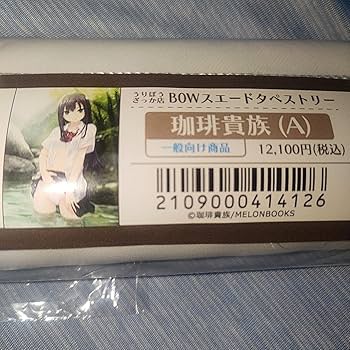 うりぼうざっか店 B0Wスエードタペストリー
珈琲貴族 (A)
一般向け商品 12,100円(税込)
2109000414126
©珈琲貴族/MELONBOOKS